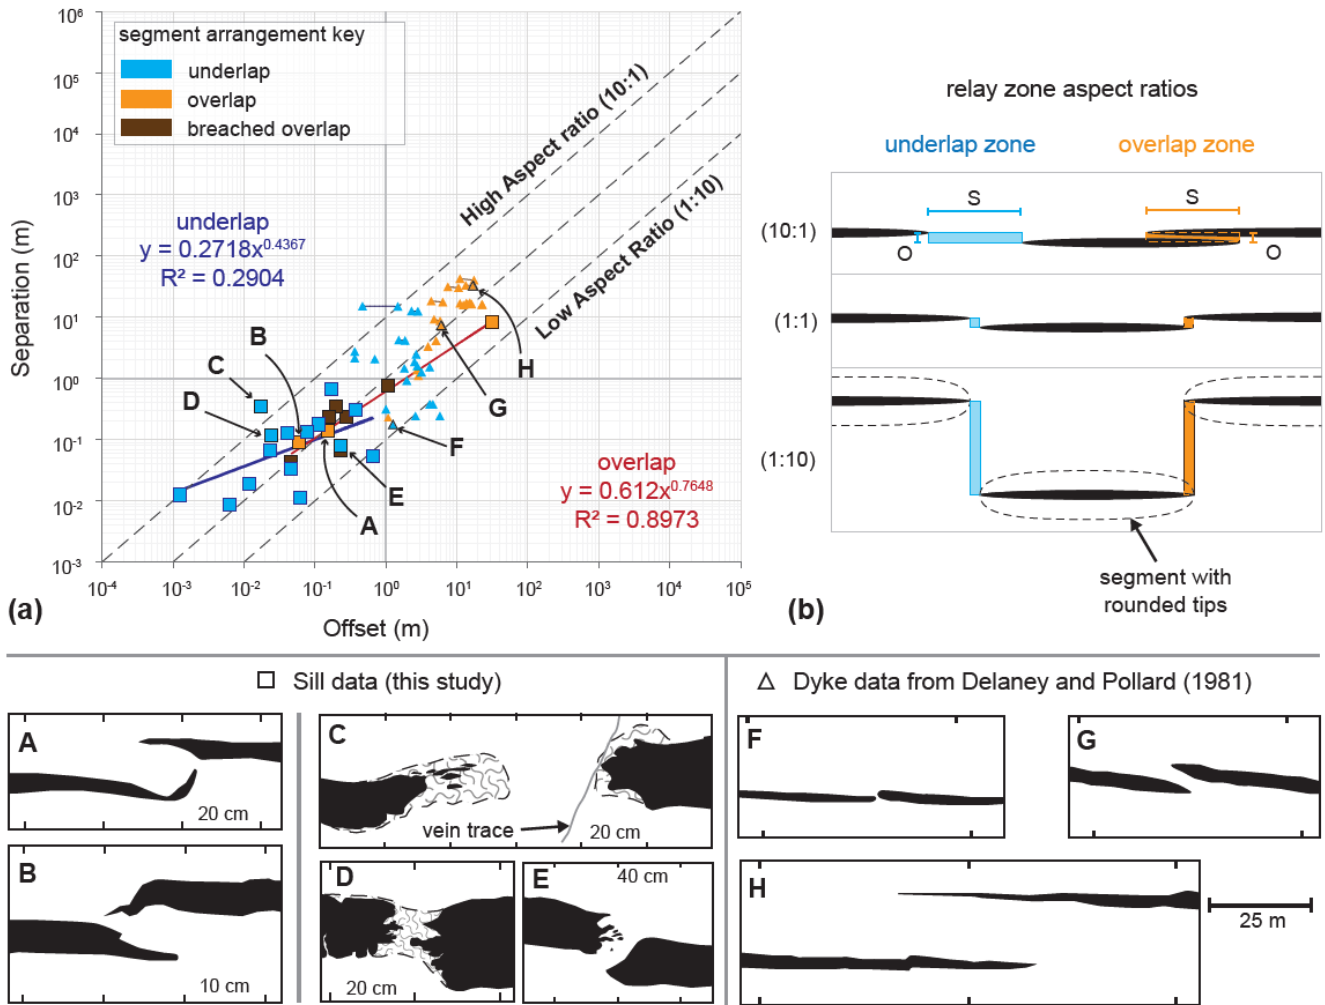 segment arrangement key
underlap
overlap
breached overlap
10⁶
10⁵
10⁴
10³
10²
10¹
10⁰
10⁻¹
10⁻²
10⁻³
Separation (m)
High Aspect ratio (10:1)
Low Aspect Ratio (1:10)
underlap
y = 0.2718x⁰·⁴³⁶⁷
R² = 0.2904
B
C
D
H
G
F
E
A
overlap
y = 0.612x⁰·⁷⁶⁴⁸
R² = 0.8973
10⁻⁴
10⁻³
10⁻²
10⁻¹
10⁰
10¹
10²
10³
10⁴
10⁵
(a)
Offset (m)
relay zone aspect ratios
underlap zone
overlap zone
(10:1)
S
S
O
O
(1:1)
(1:10)
segment with
rounded tips
(b)
Sill data (this study)
Dyke data from Delaney and Pollard (1981)
A
20 cm
B
10 cm
C
vein trace
20 cm
D
20 cm
E
40 cm
F
G
H
25 m